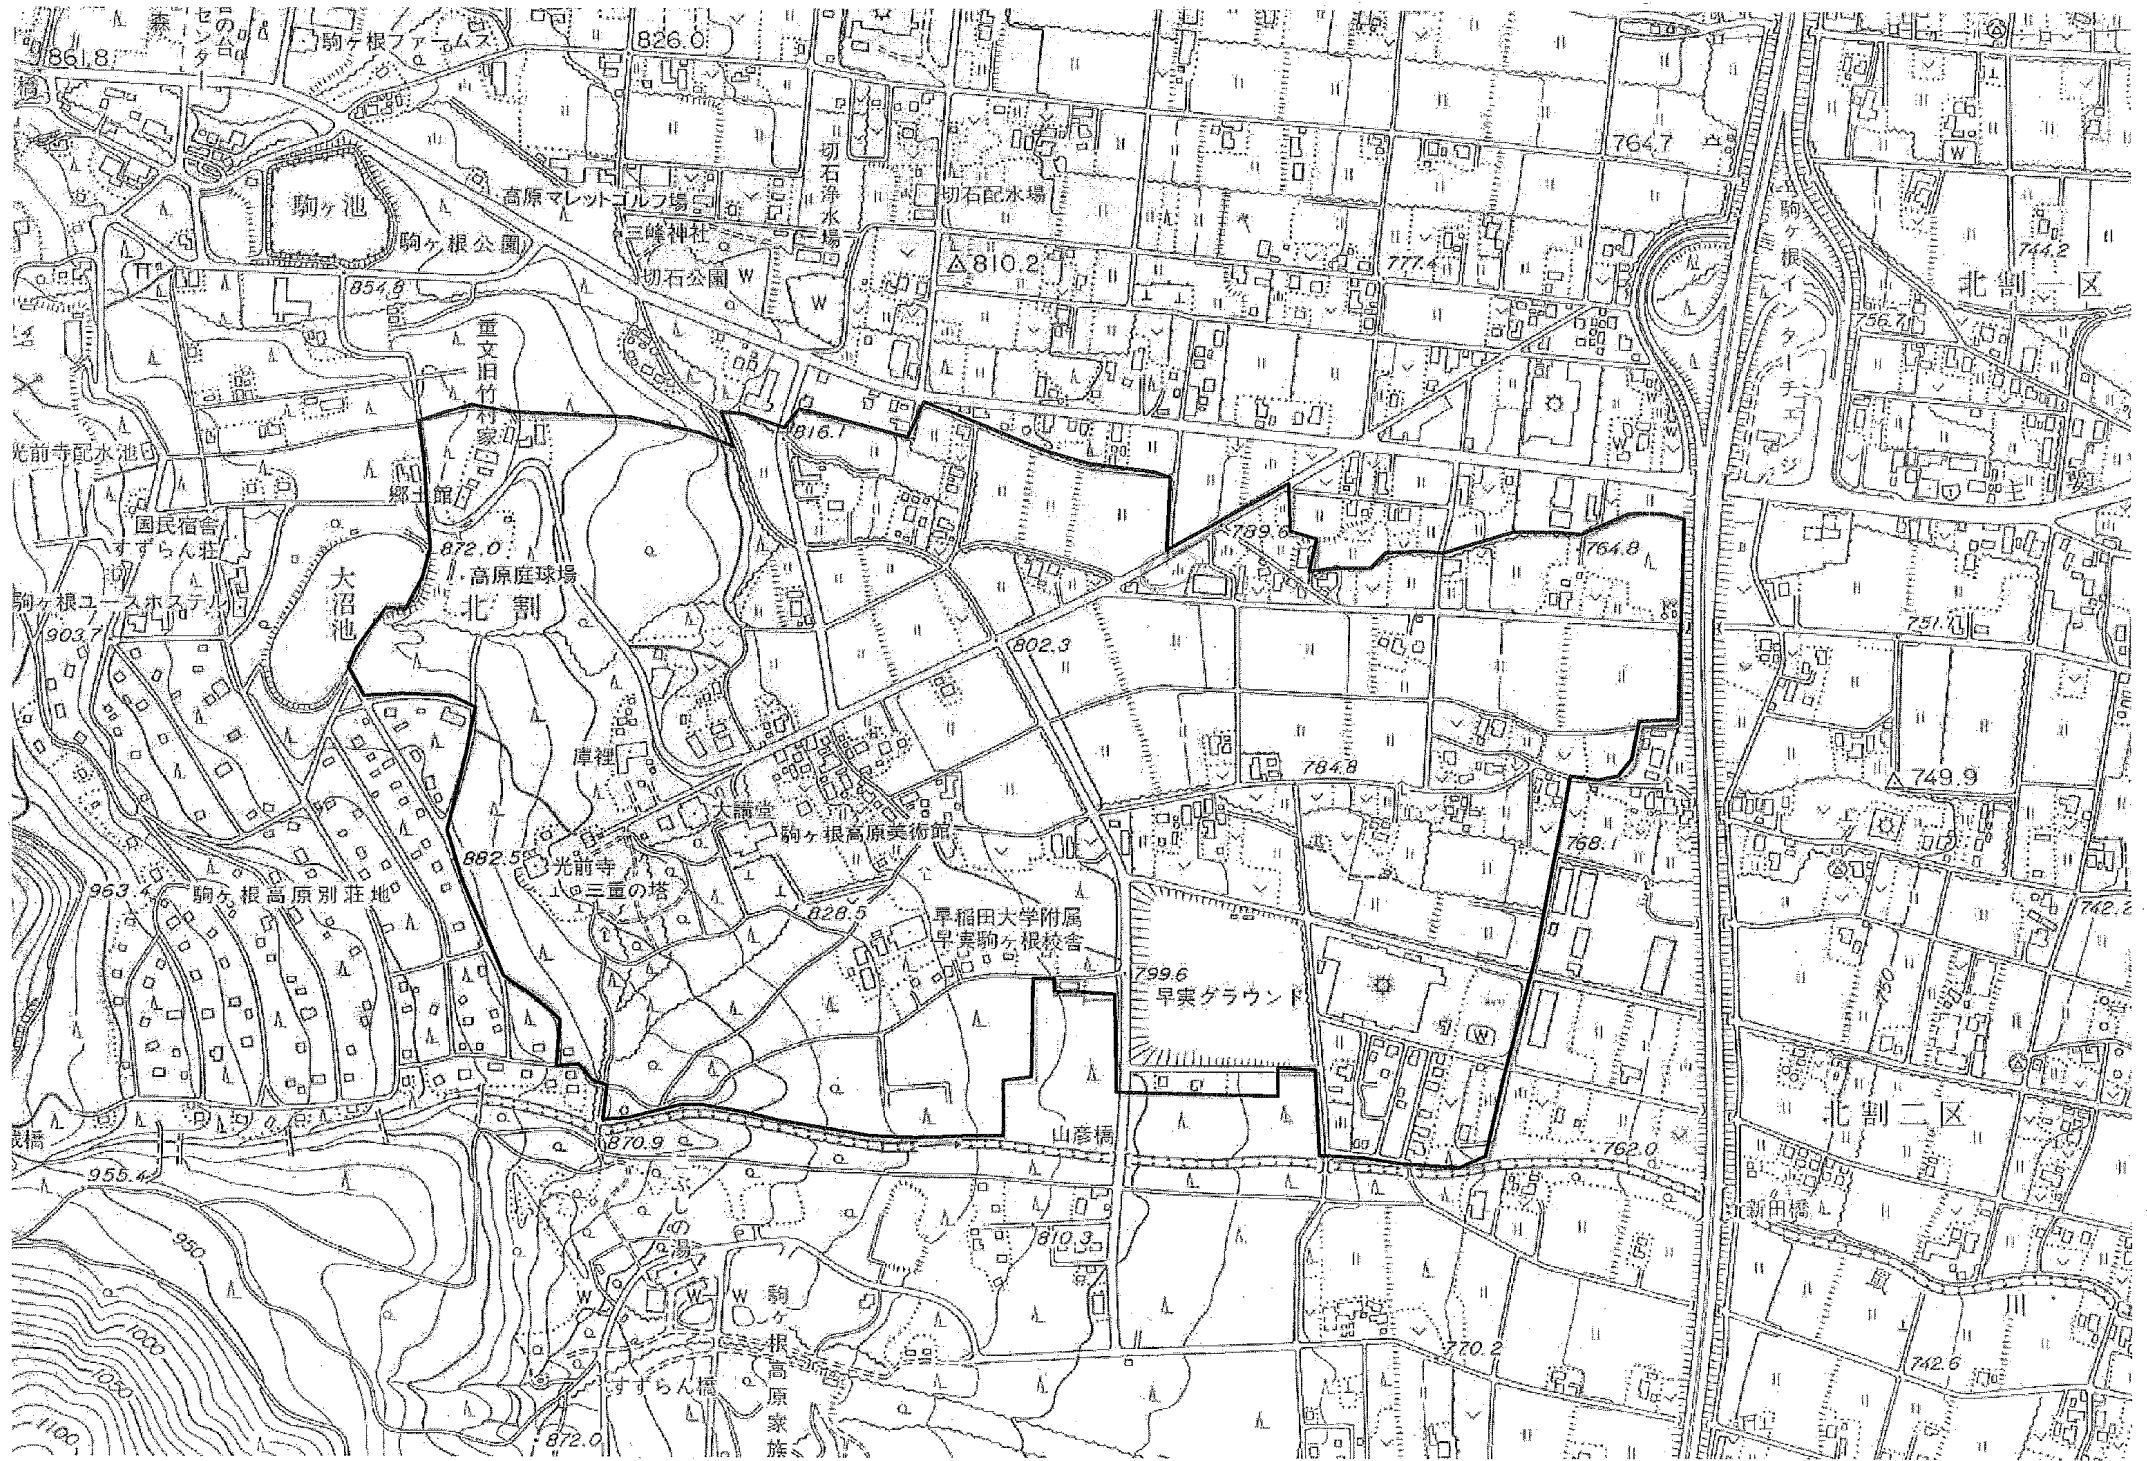 861.8
駒ヶ根ファームス
826.0
764.7
切石浄水場
駒ヶ池
高原マレットゴルフ場
切石配水場
駒ヶ根公園
三峰神社
切石公園
W
W
W
△810.2
777.4
744.2
北割一区
駒ヶ根インターチェンジ
854.8
756.7
重文旧竹村家
816.1
W
W
光前寺配水池
郷土館
国民宿舎
すずらん荘
872.0
高原庭球場
789.6
764.8
大沼池
北割
駒ヶ根ユースホステル
903.7
802.3
751.1
庫裡
784.8
749.9
大講堂
駒ヶ根高原美術館
882.5
光前寺
三重の塔
768.1
963.4
駒ヶ根高原別荘地
828.5
早稲田大学附属
早実駒ヶ根校舎
742.2
799.6
早実グラウンド
750
W
北割二区
山彦橋
870.9
762.0
955.4
こぶしの湯
新田橋
950
810.3
W
W
W
駒ヶ根高原家族
1000
770.2
742.6
すずらん橋
1050
1100
872.0
川